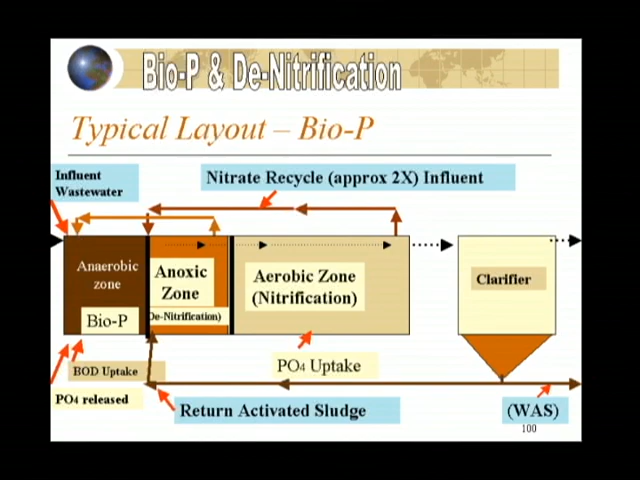 Bio-P & De-Nitrification
Typical Layout – Bio-P
Influent
Wastewater
Nitrate Recycle (approx 2X) Influent
Anaerobic
zone
Bio-P
Anoxic
Zone
(De-Nitrification)
Aerobic Zone
(Nitrification)
Clarifier
BOD Uptake
PO4 Uptake
PO4 released
Return Activated Sludge
(WAS)
100